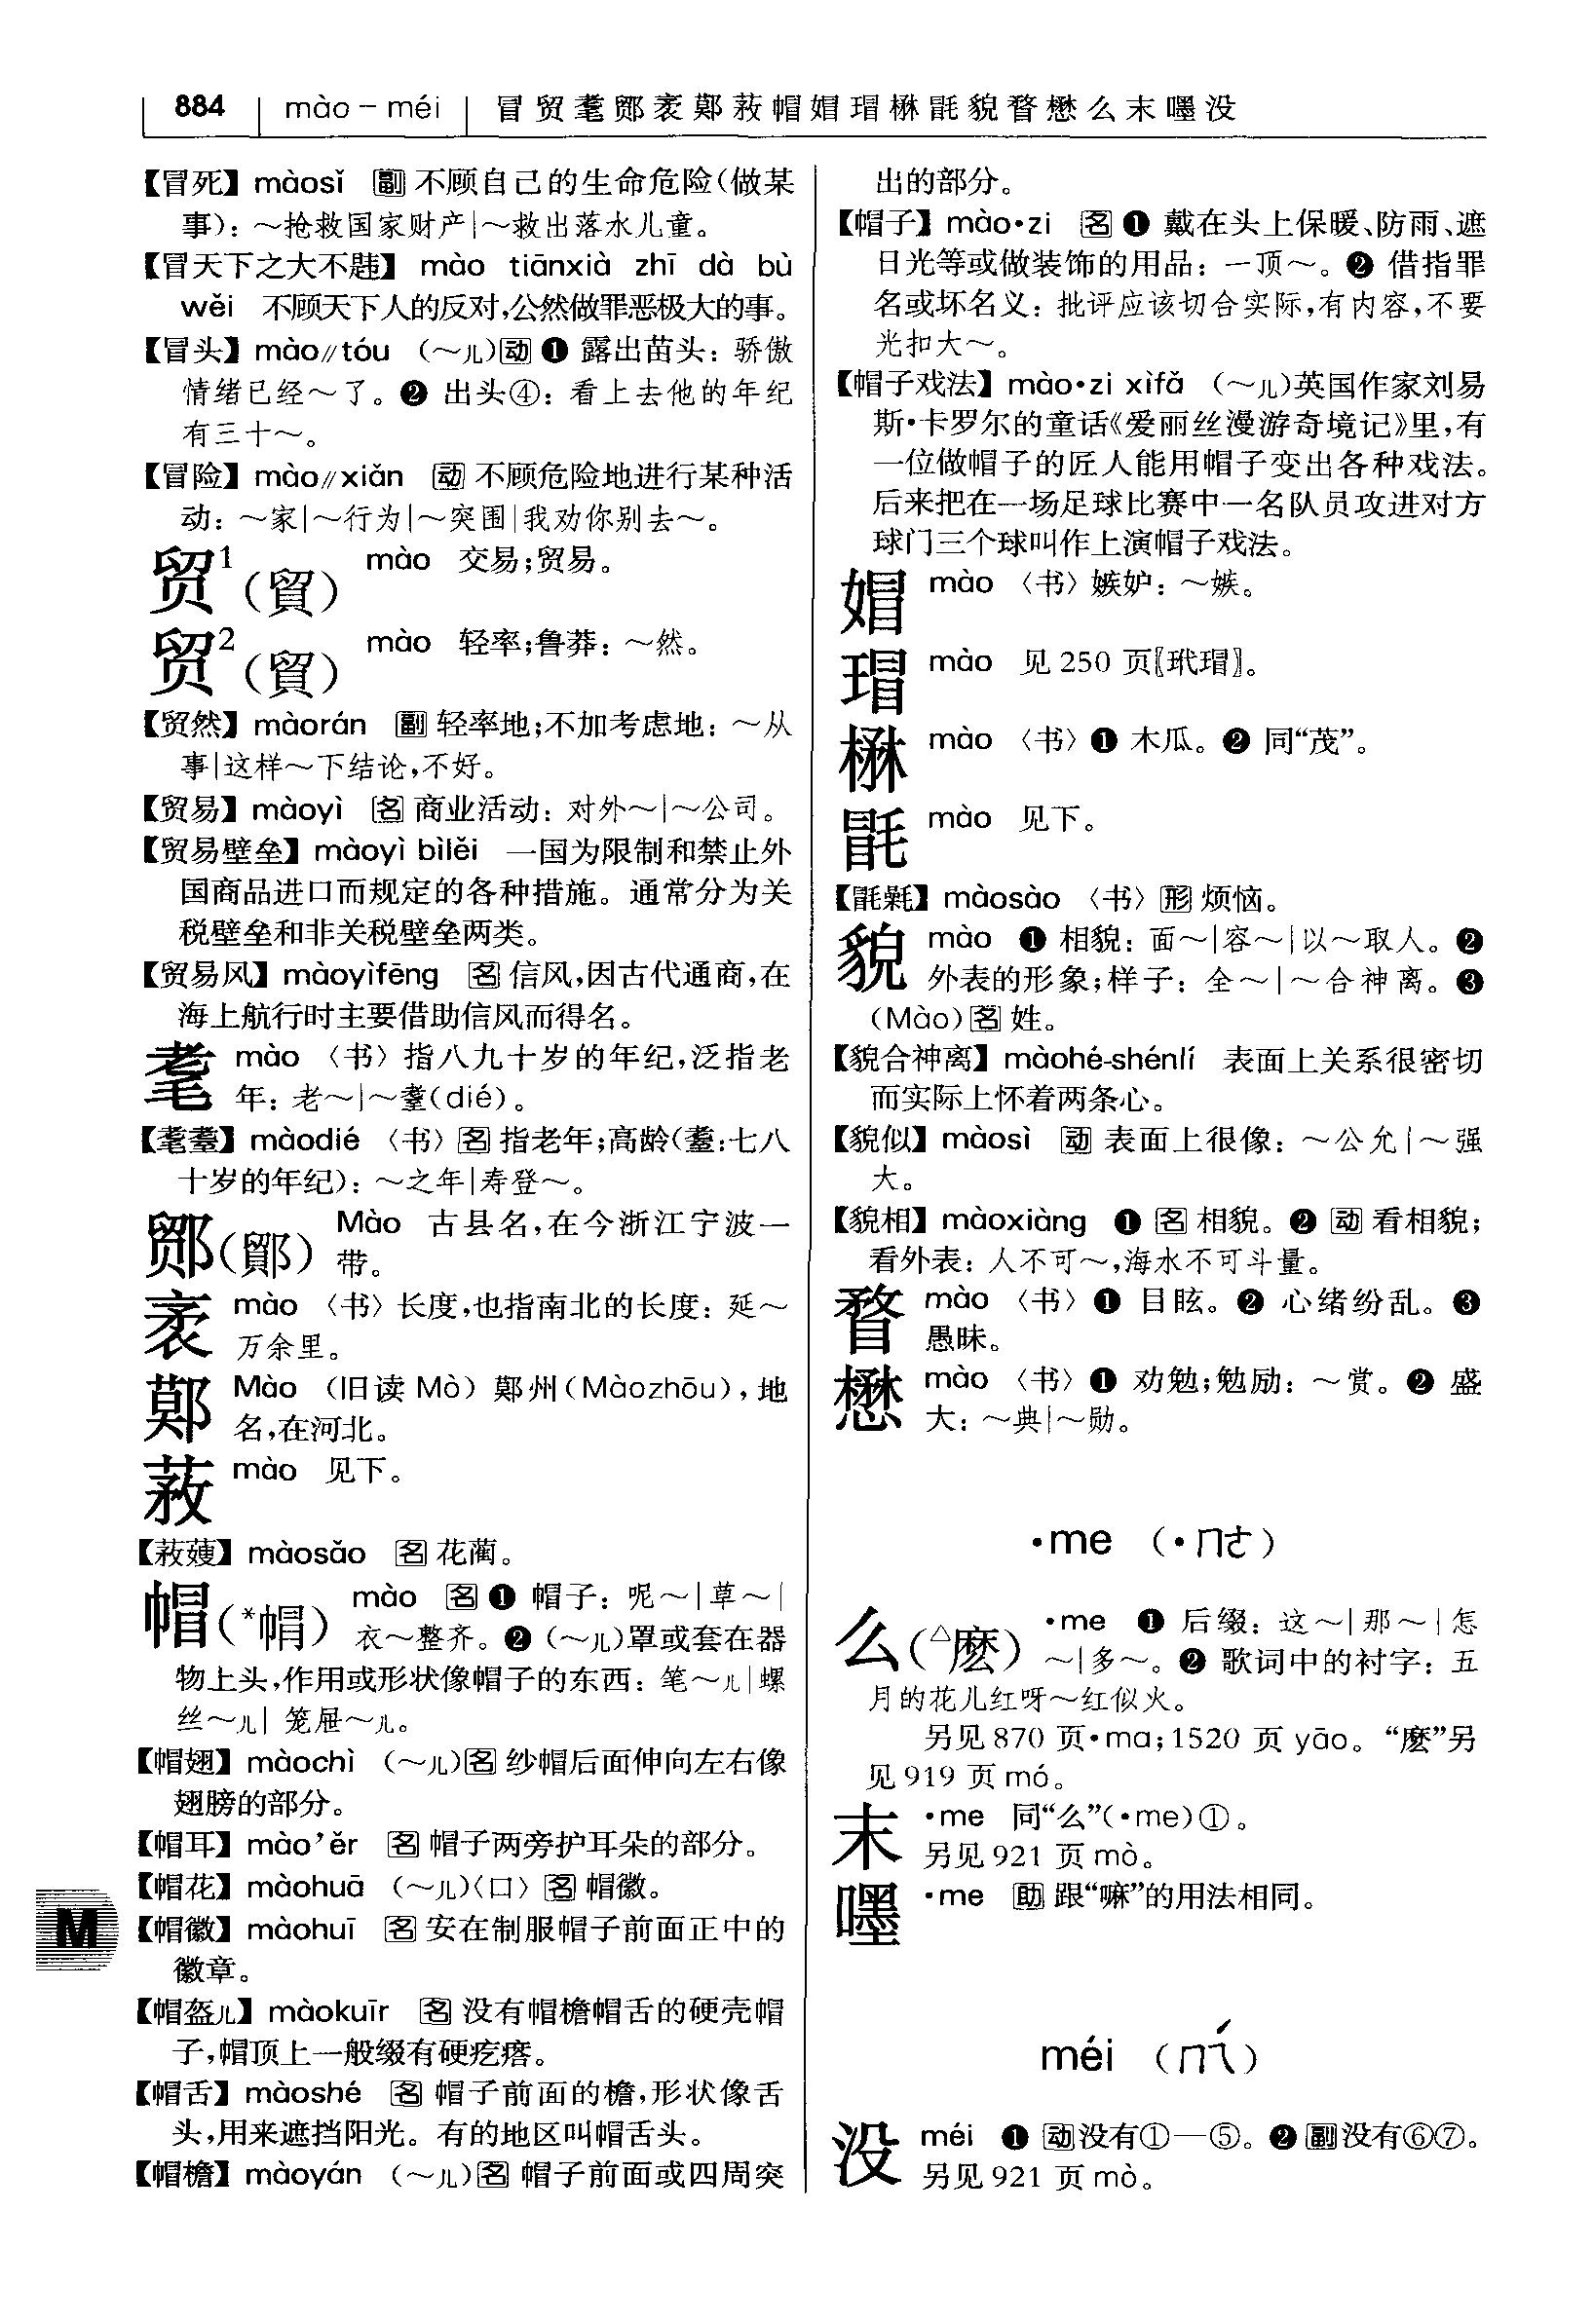 884 mào – méi 冒贸耄鄮袤鄚萩帽媢瑁楙毷貌瞀懋么末嚜没
【冒死】 màosǐ 副 不顾自己的生命危险(做某
事): ～抢救国家财产|～救出落水儿童。
【冒天下之大不韪】 mào tiānxià zhī dà bù
wěi 不顾天下人的反对,公然做罪恶极大的事。
【冒头】 mào//tóu (～儿)动 ❶ 露出苗头: 骄傲
情绪已经～了。❷ 出头④: 看上去他的年纪
有三十～。
【冒险】 mào//xiǎn 动 不顾危险地进行某种活
动: ～家|～行为|～突围|我劝你别去～。
贸¹(貿) mào 交易;贸易。
贸²(貿) mào 轻率;鲁莽: ～然。
【贸然】 màorán 副 轻率地;不加考虑地: ～从
事|这样～下结论,不好。
【贸易】 màoyì 名 商业活动: 对外～|～公司。
【贸易壁垒】 màoyì bìlěi 一国为限制和禁止外
国商品进口而规定的各种措施。通常分为关
税壁垒和非关税壁垒两类。
【贸易风】 màoyìfēng 名 信风,因古代通商,在
海上航行时主要借助信风而得名。
耄 mào 〈书〉指八九十岁的年纪,泛指老
年: 老～|～耋(dié)。
【耄耋】 màodié 〈书〉名 指老年;高龄(耋:七八
十岁的年纪): ～之年|寿登～。
鄮(鄮) Mào 古县名,在今浙江宁波一
带。
袤 mào 〈书〉长度,也指南北的长度: 延～
万余里。
鄚 Mào (旧读 Mò) 鄚州(Màozhōu),地
名,在河北。
萩 mào 见下。
màosǎo 名 花蔺。
帽(*帽) mào 名 ❶ 帽子: 呢～|草～|
衣～整齐。❷ (～儿)罩或套在器
物上头,作用或形状像帽子的东西: 笔～儿|螺
丝～儿| 笼屉～儿。
【帽翅】 màochì (～儿)名 纱帽后面伸向左右像
翅膀的部分。
【帽耳】 mào'ěr 名 帽子两旁护耳朵的部分。
【帽花】 màohuā (～儿)〈口〉名 帽徽。
【帽徽】 màohuī 名 安在制服帽子前面正中的
徽章。
【帽盔儿】 màokuīr 名 没有帽檐帽舌的硬壳帽
子,帽顶上一般缀有硬疙瘩。
【帽舌】 màoshé 名 帽子前面的檐,形状像舌
头,用来遮挡阳光。有的地区叫帽舌头。
【帽檐】 màoyán (～儿)名 帽子前面或四周突
M
出的部分。
【帽子】 mào•zi 名 ❶ 戴在头上保暖、防雨、遮
日光等或做装饰的用品: 一顶～。❷ 借指罪
名或坏名义: 批评应该切合实际,有内容,不要
光扣大～。
【帽子戏法】 mào•zi xìfǎ (～儿)英国作家刘易
斯•卡罗尔的童话《爱丽丝漫游奇境记》里,有
一位做帽子的匠人能用帽子变出各种戏法。
后来把在一场足球比赛中一名队员攻进对方
球门三个球叫作上演帽子戏法。
媢 mào 〈书〉嫉妒: ～嫉。
瑁 mào 见 250 页〖玳瑁〗。
楙 mào 〈书〉❶ 木瓜。❷ 同“茂”。
毷 mào 见下。
【毷氉】 màosào 〈书〉形 烦恼。
貌 mào ❶ 相貌: 面～|容～|以～取人。❷
外表的形象;样子: 全～|～合神离。❸
(Mào)名 姓。
【貌合神离】 màohé-shénlí 表面上关系很密切
而实际上怀着两条心。
【貌似】 màosì 动 表面上很像: ～公允|～强
大。
【貌相】 màoxiàng ❶ 名 相貌。❷ 动 看相貌;
看外表: 人不可～,海水不可斗量。
瞀 mào 〈书〉❶ 目眩。❷ 心绪纷乱。❸
愚昧。
懋 mào 〈书〉❶ 劝勉;勉励: ～赏。❷ 盛
大: ～典|～勋。
•me (•ㄇㄜ)
么(△麽) •me ❶ 后缀: 这～|那～|怎
～|多～。❷ 歌词中的衬字: 五
月的花儿红呀～红似火。
另见 870 页•ma;1520 页 yāo。“麽”另
见 919 页 mó。
末 •me 同“么”(•me)①。
另见 921 页 mò。
嚜 •me 助 跟“嘛”的用法相同。
méi (ㄇㄟˊ)
没 méi ❶ 动没有①—⑤。❷ 副没有⑥⑦。
另见 921 页 mò。